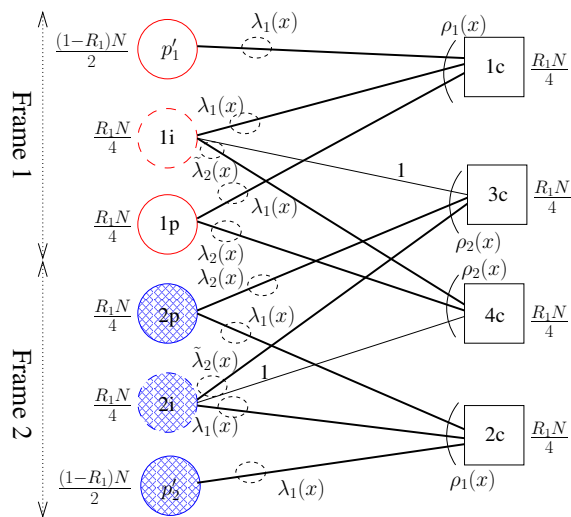 λ₁(x) ρ₁(x)
(1−R₁)N/2 p′₁ 1c R₁N/4
Frame 1
λ₁(x)
R₁N/4 1i λ̃₂(x) 1 3c R₁N/4
R₁N/4 1p λ₁(x) ρ₂(x)
λ₂(x) ρ₂(x)
λ₂(x)
R₁N/4 2p λ₁(x) 4c R₁N/4
Frame 2
λ̃₂(x) 1
R₁N/4 2i λ₁(x) 2c R₁N/4
(1−R₁)N/2 p′₂ λ₁(x) ρ₁(x)